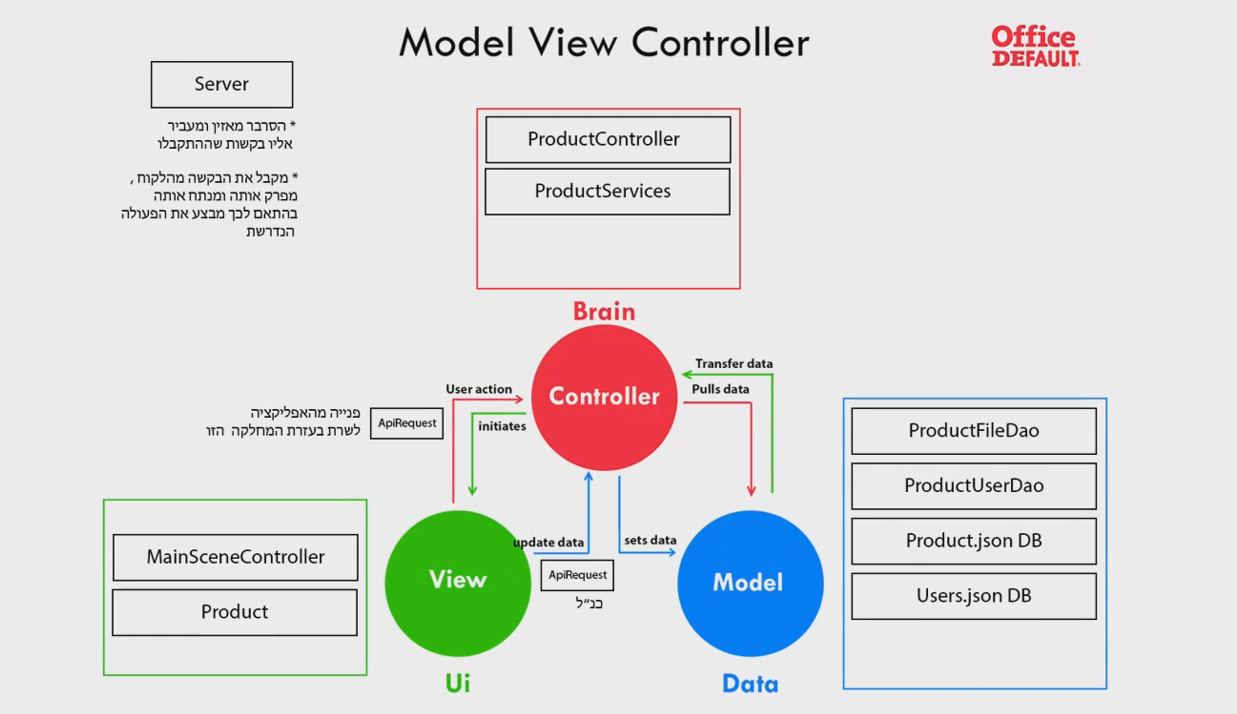 Model View Controller
Office
DEFAULT
Server
* הסרבר מאזין ומעביר
אליו בקשות שההתקבלו
* מקבל את הבקשה מהלקוח ,
מפרק אותה ומנתח אותה
בהתאם לכך מבצע את הפעולה
הנדרשת
ProductController
ProductServices
Brain
Controller
User action
initiates
Transfer data
Pulls data
פנייה מהאפליקציה
לשרת בעזרת המחלקה הזו
ApiRequest
MainSceneController
Product
View
Ui
update data
ApiRequest
כנ״ל
sets data
Model
Data
ProductFileDao
ProductUserDao
Product.json DB
Users.json DB